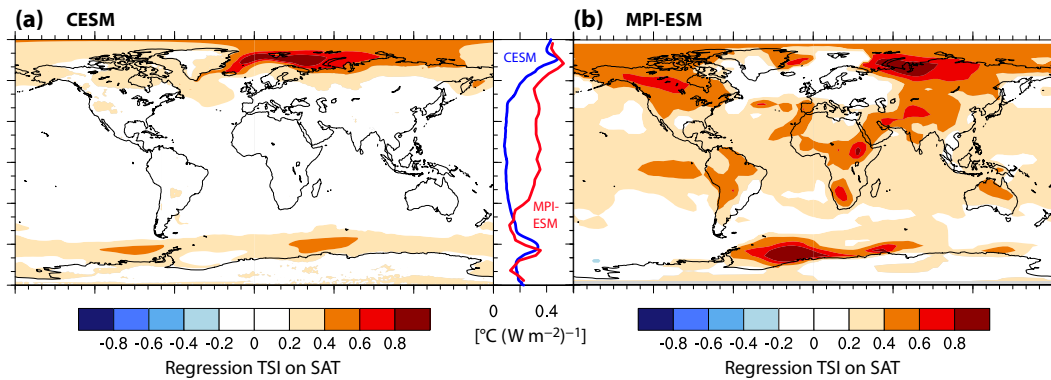 (a) CESM
(b) MPI-ESM
CESM
MPI-
ESM
0 0.4
[°C (W m−2)−1]
-0.8 -0.6 -0.4 -0.2 0 0.2 0.4 0.6 0.8
Regression TSI on SAT
-0.8 -0.6 -0.4 -0.2 0 0.2 0.4 0.6 0.8
Regression TSI on SAT